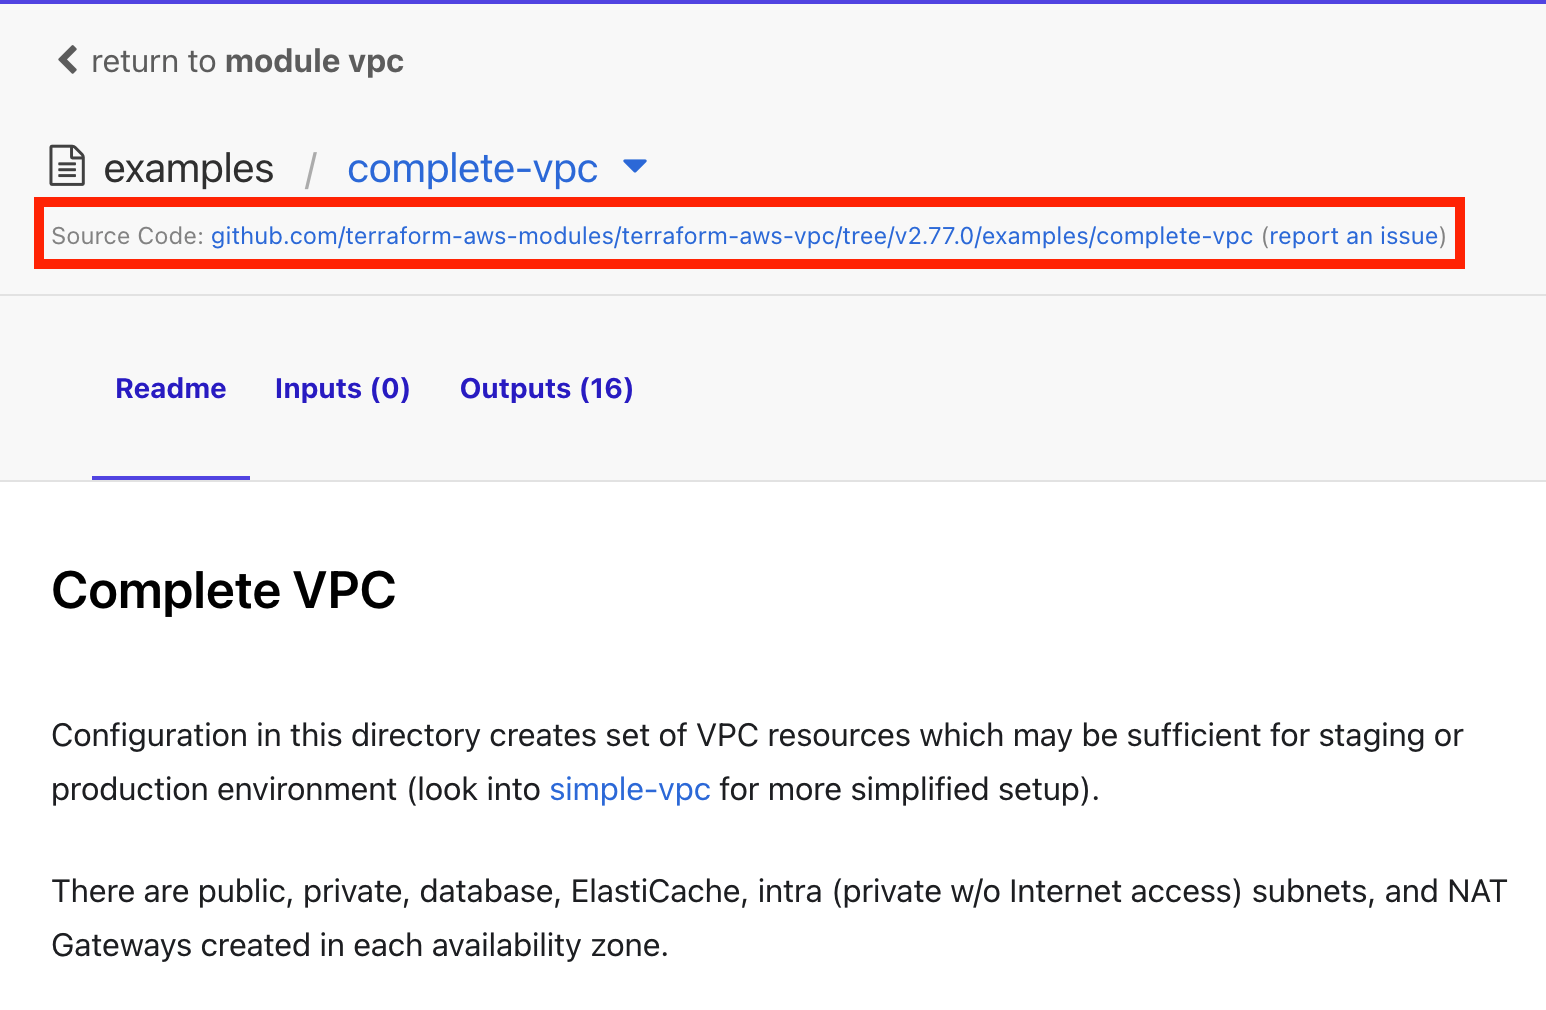 return to module vpc
examples / complete-vpc
Source Code: github.com/terraform-aws-modules/terraform-aws-vpc/tree/v2.77.0/examples/complete-vpc (report an issue)
Readme Inputs (0) Outputs (16)
Complete VPC
Configuration in this directory creates set of VPC resources which may be sufficient for staging or
production environment (look into simple-vpc for more simplified setup).
There are public, private, database, ElastiCache, intra (private w/o Internet access) subnets, and NAT
Gateways created in each availability zone.